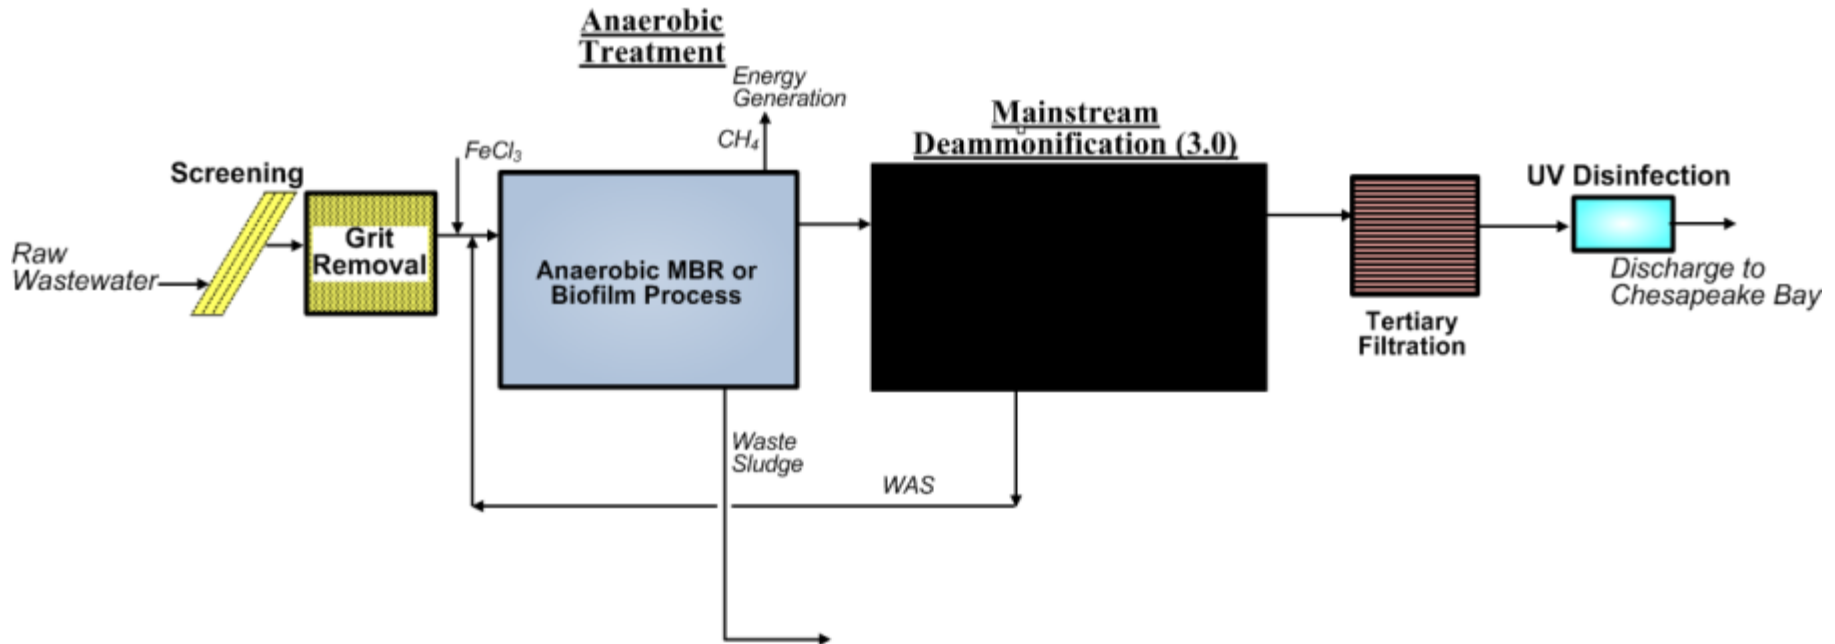 Anaerobic
Treatment
Energy
Generation
CH₄
Mainstream
Deammonification (3.0)
FeCl₃
Screening
Grit
Removal
Raw
Wastewater
Anaerobic MBR or
Biofilm Process
UV Disinfection
Discharge to
Chesapeake Bay
Tertiary
Filtration
Waste
Sludge
WAS